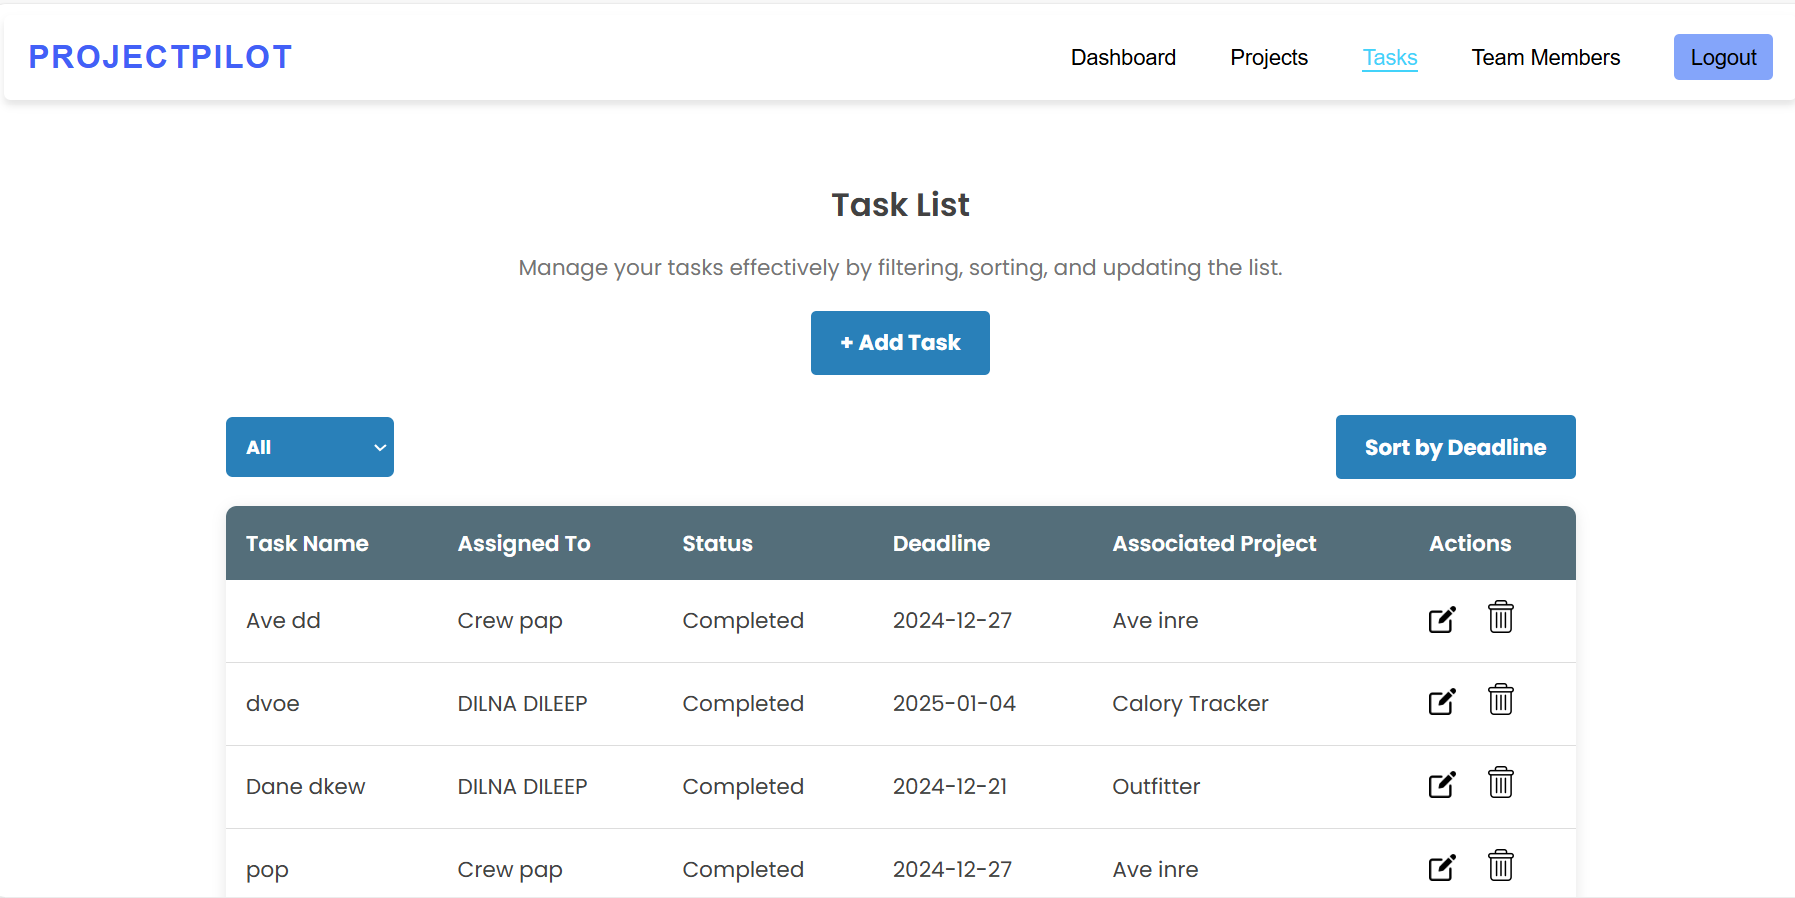 PROJECTPILOT Dashboard Projects Tasks Team Members Logout
Task List
Manage your tasks effectively by filtering, sorting, and updating the list.
+ Add Task
All Sort by Deadline
Task Name Assigned To Status Deadline Associated Project Actions
Ave dd Crew pap Completed 2024-12-27 Ave inre
dvoe DILNA DILEEP Completed 2025-01-04 Calory Tracker
Dane dkew DILNA DILEEP Completed 2024-12-21 Outfitter
pop Crew pap Completed 2024-12-27 Ave inre